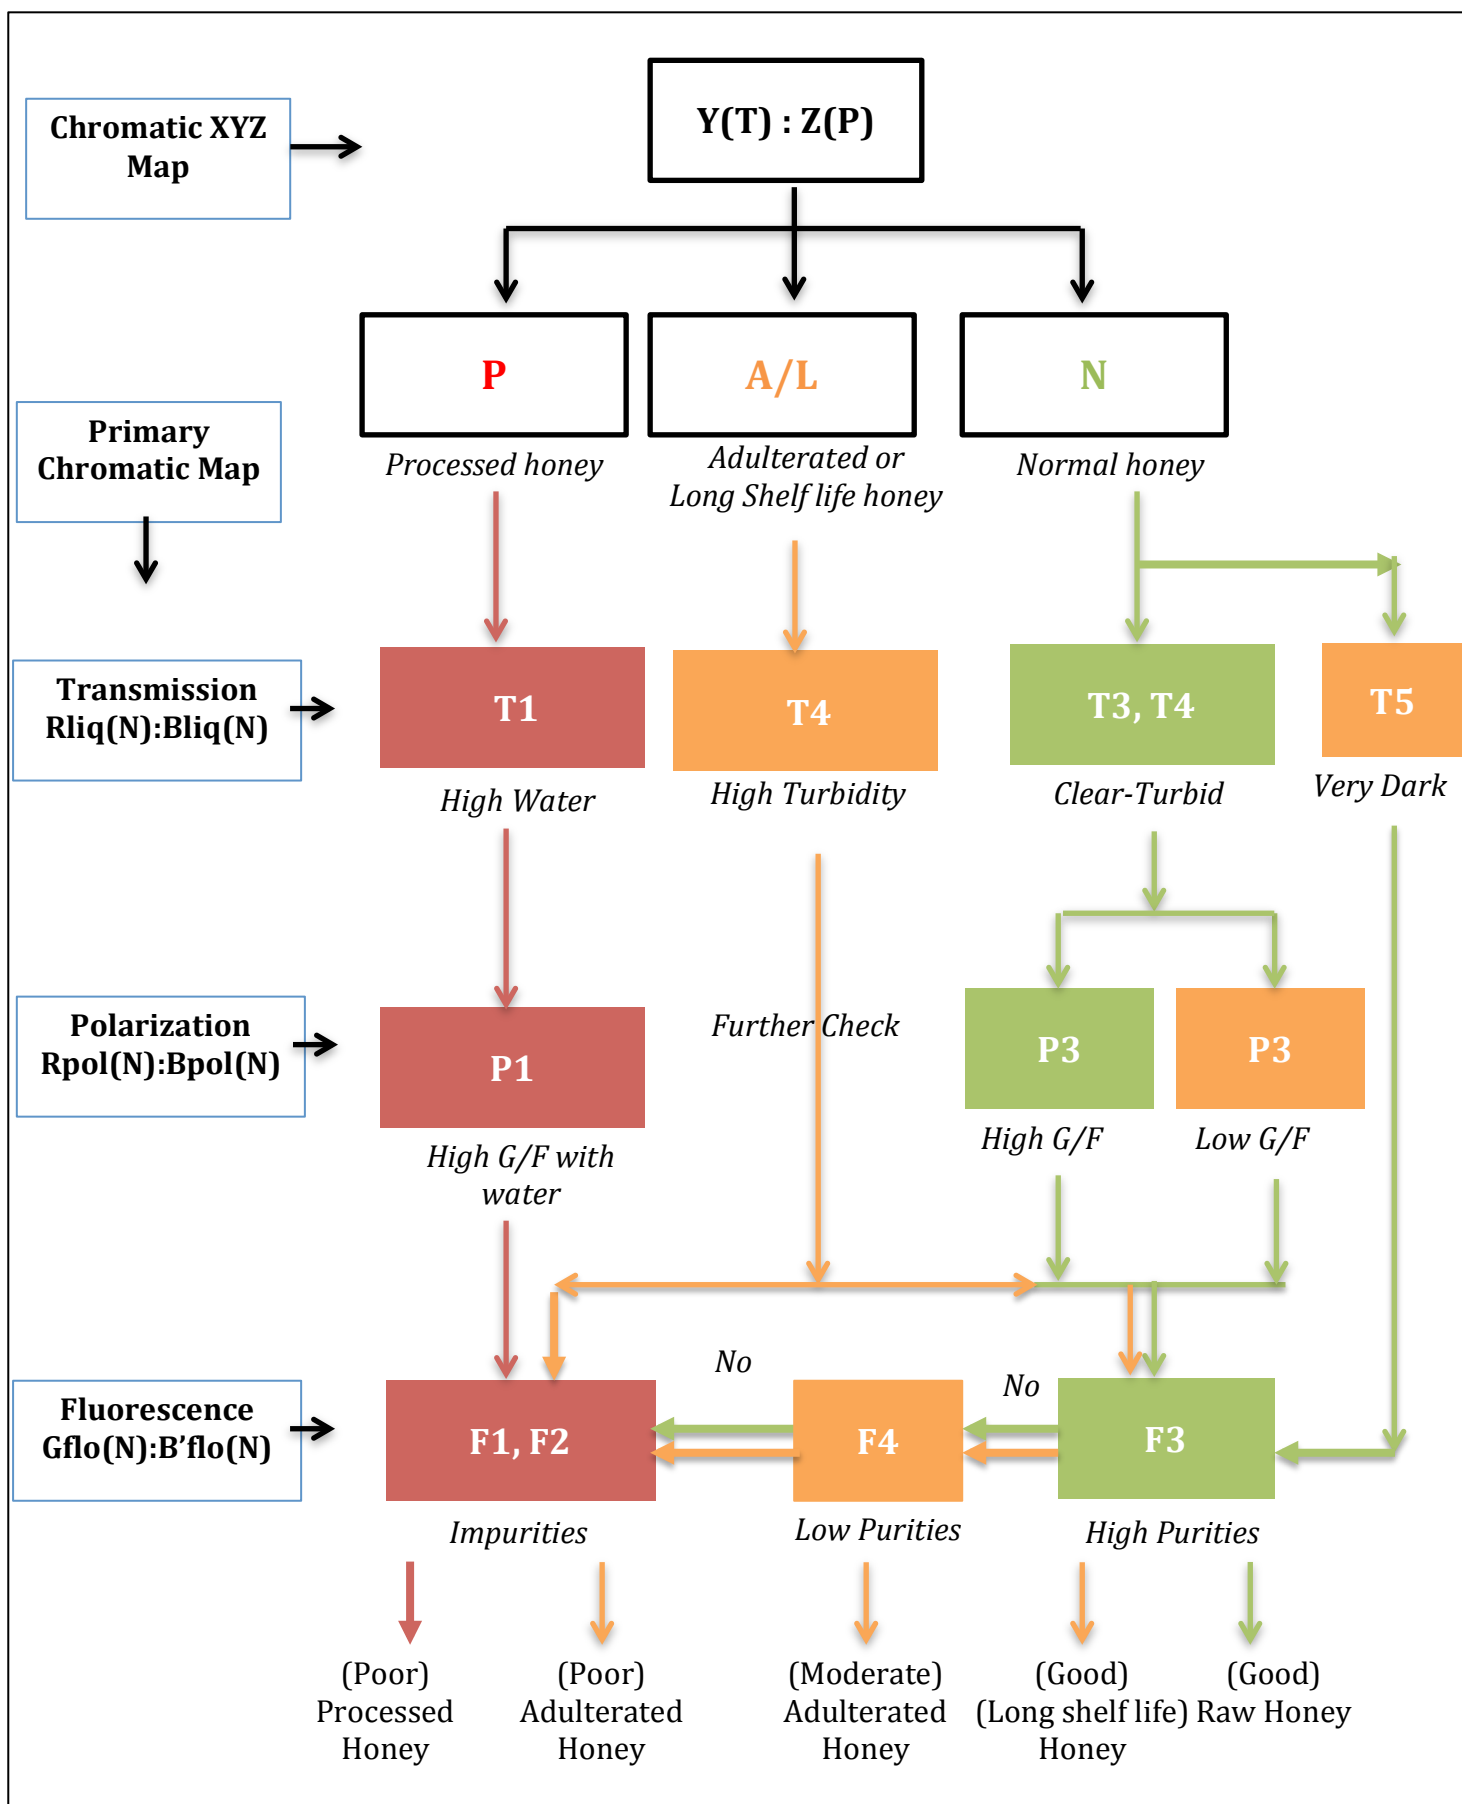 Chromatic XYZ
Map
Y(T) : Z(P)
P
A/L
N
Primary
Chromatic Map
Processed honey
Adulterated or
Long Shelf life honey
Normal honey
Transmission
Rliq(N):Bliq(N)
T1
T4
T3, T4
T5
High Water
High Turbidity
Clear-Turbid
Very Dark
Polarization
Rpol(N):Bpol(N)
P1
Further Check
P3
P3
High G/F with
water
High G/F
Low G/F
No
No
Fluorescence
Gflo(N):B’flo(N)
F1, F2
F4
F3
Impurities
Low Purities
High Purities
(Poor)
Processed
Honey
(Poor)
Adulterated
Honey
(Moderate)
Adulterated
Honey
(Good)
(Long shelf life)
Honey
(Good)
Raw Honey